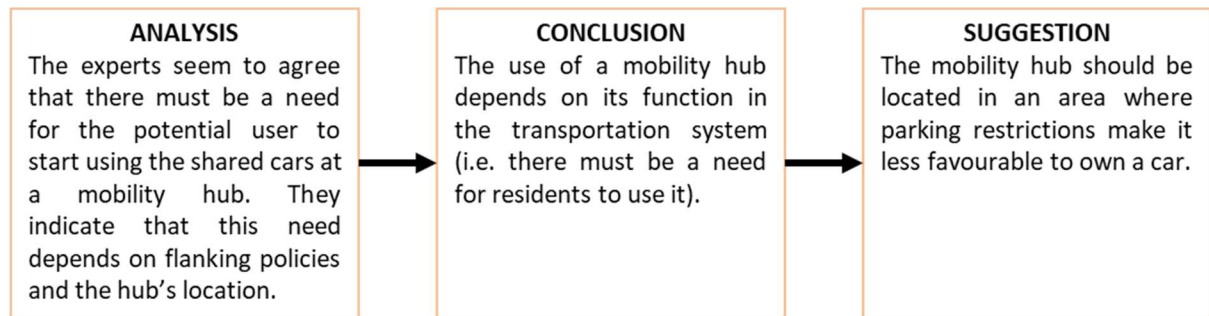 ANALYSIS
The experts seem to agree
that there must be a need
for the potential user to
start using the shared cars at
a mobility hub. They
indicate that this need
depends on flanking policies
and the hub's location.
CONCLUSION
The use of a mobility hub
depends on its function in
the transportation system
(i.e. there must be a need
for residents to use it).
SUGGESTION
The mobility hub should be
located in an area where
parking restrictions make it
less favourable to own a car.